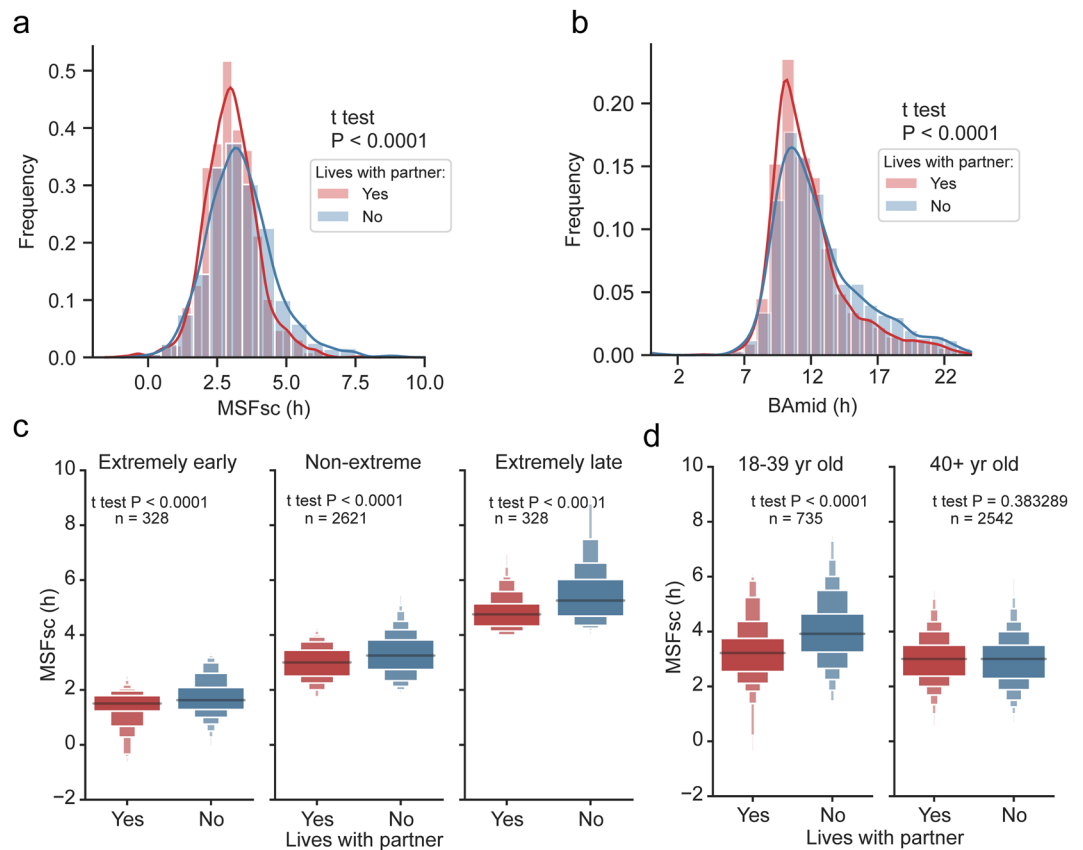 a
0.5
0.4
0.3
0.2
0.1
0.0
Frequency
t test
P < 0.0001
Lives with partner:
Yes
No
0.0
2.5
5.0
7.5
10.0
MSFsc (h)
b
0.20
0.15
0.10
0.05
0.00
Frequency
t test
P < 0.0001
Lives with partner:
Yes
No
2
7
12
17
22
BAmid (h)
c
Extremely early
Non-extreme
Extremely late
t test P < 0.0001
n = 328
t test P < 0.0001
n = 2621
t test P < 0.0001
n = 328
10
8
6
4
2
0
−2
MSFsc (h)
Yes
No
Yes
No
Yes
No
Lives with partner
d
18-39 yr old
40+ yr old
t test P < 0.0001
n = 735
t test P = 0.383289
n = 2542
10
8
6
4
2
0
−2
MSFsc (h)
Yes
No
Yes
No
Lives with partner